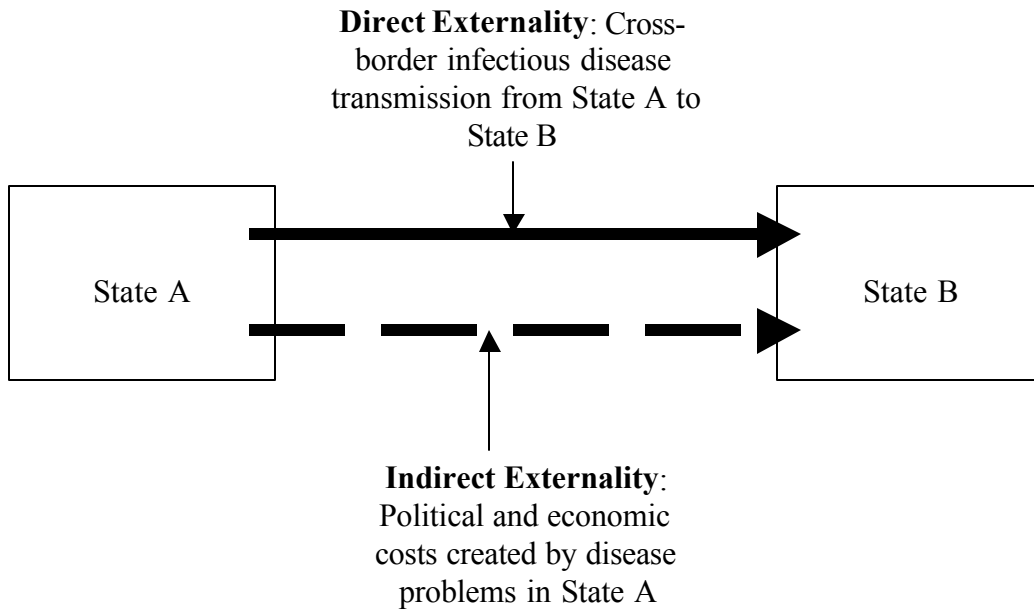 Direct Externality: Cross-
border infectious disease
transmission from State A to
State B
State A
State B
Indirect Externality:
Political and economic
costs created by disease
problems in State A